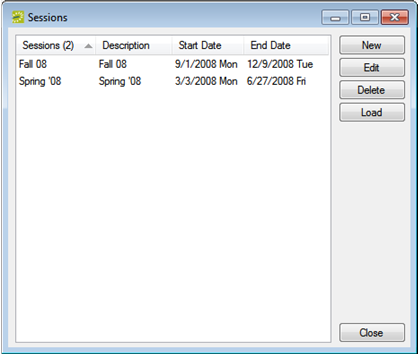 Sessions
Sessions (2) Description Start Date End Date
Fall 08 Fall 08 9/1/2008 Mon 12/9/2008 Tue
Spring '08 Spring '08 3/3/2008 Mon 6/27/2008 Fri
New
Edit
Delete
Load
Close